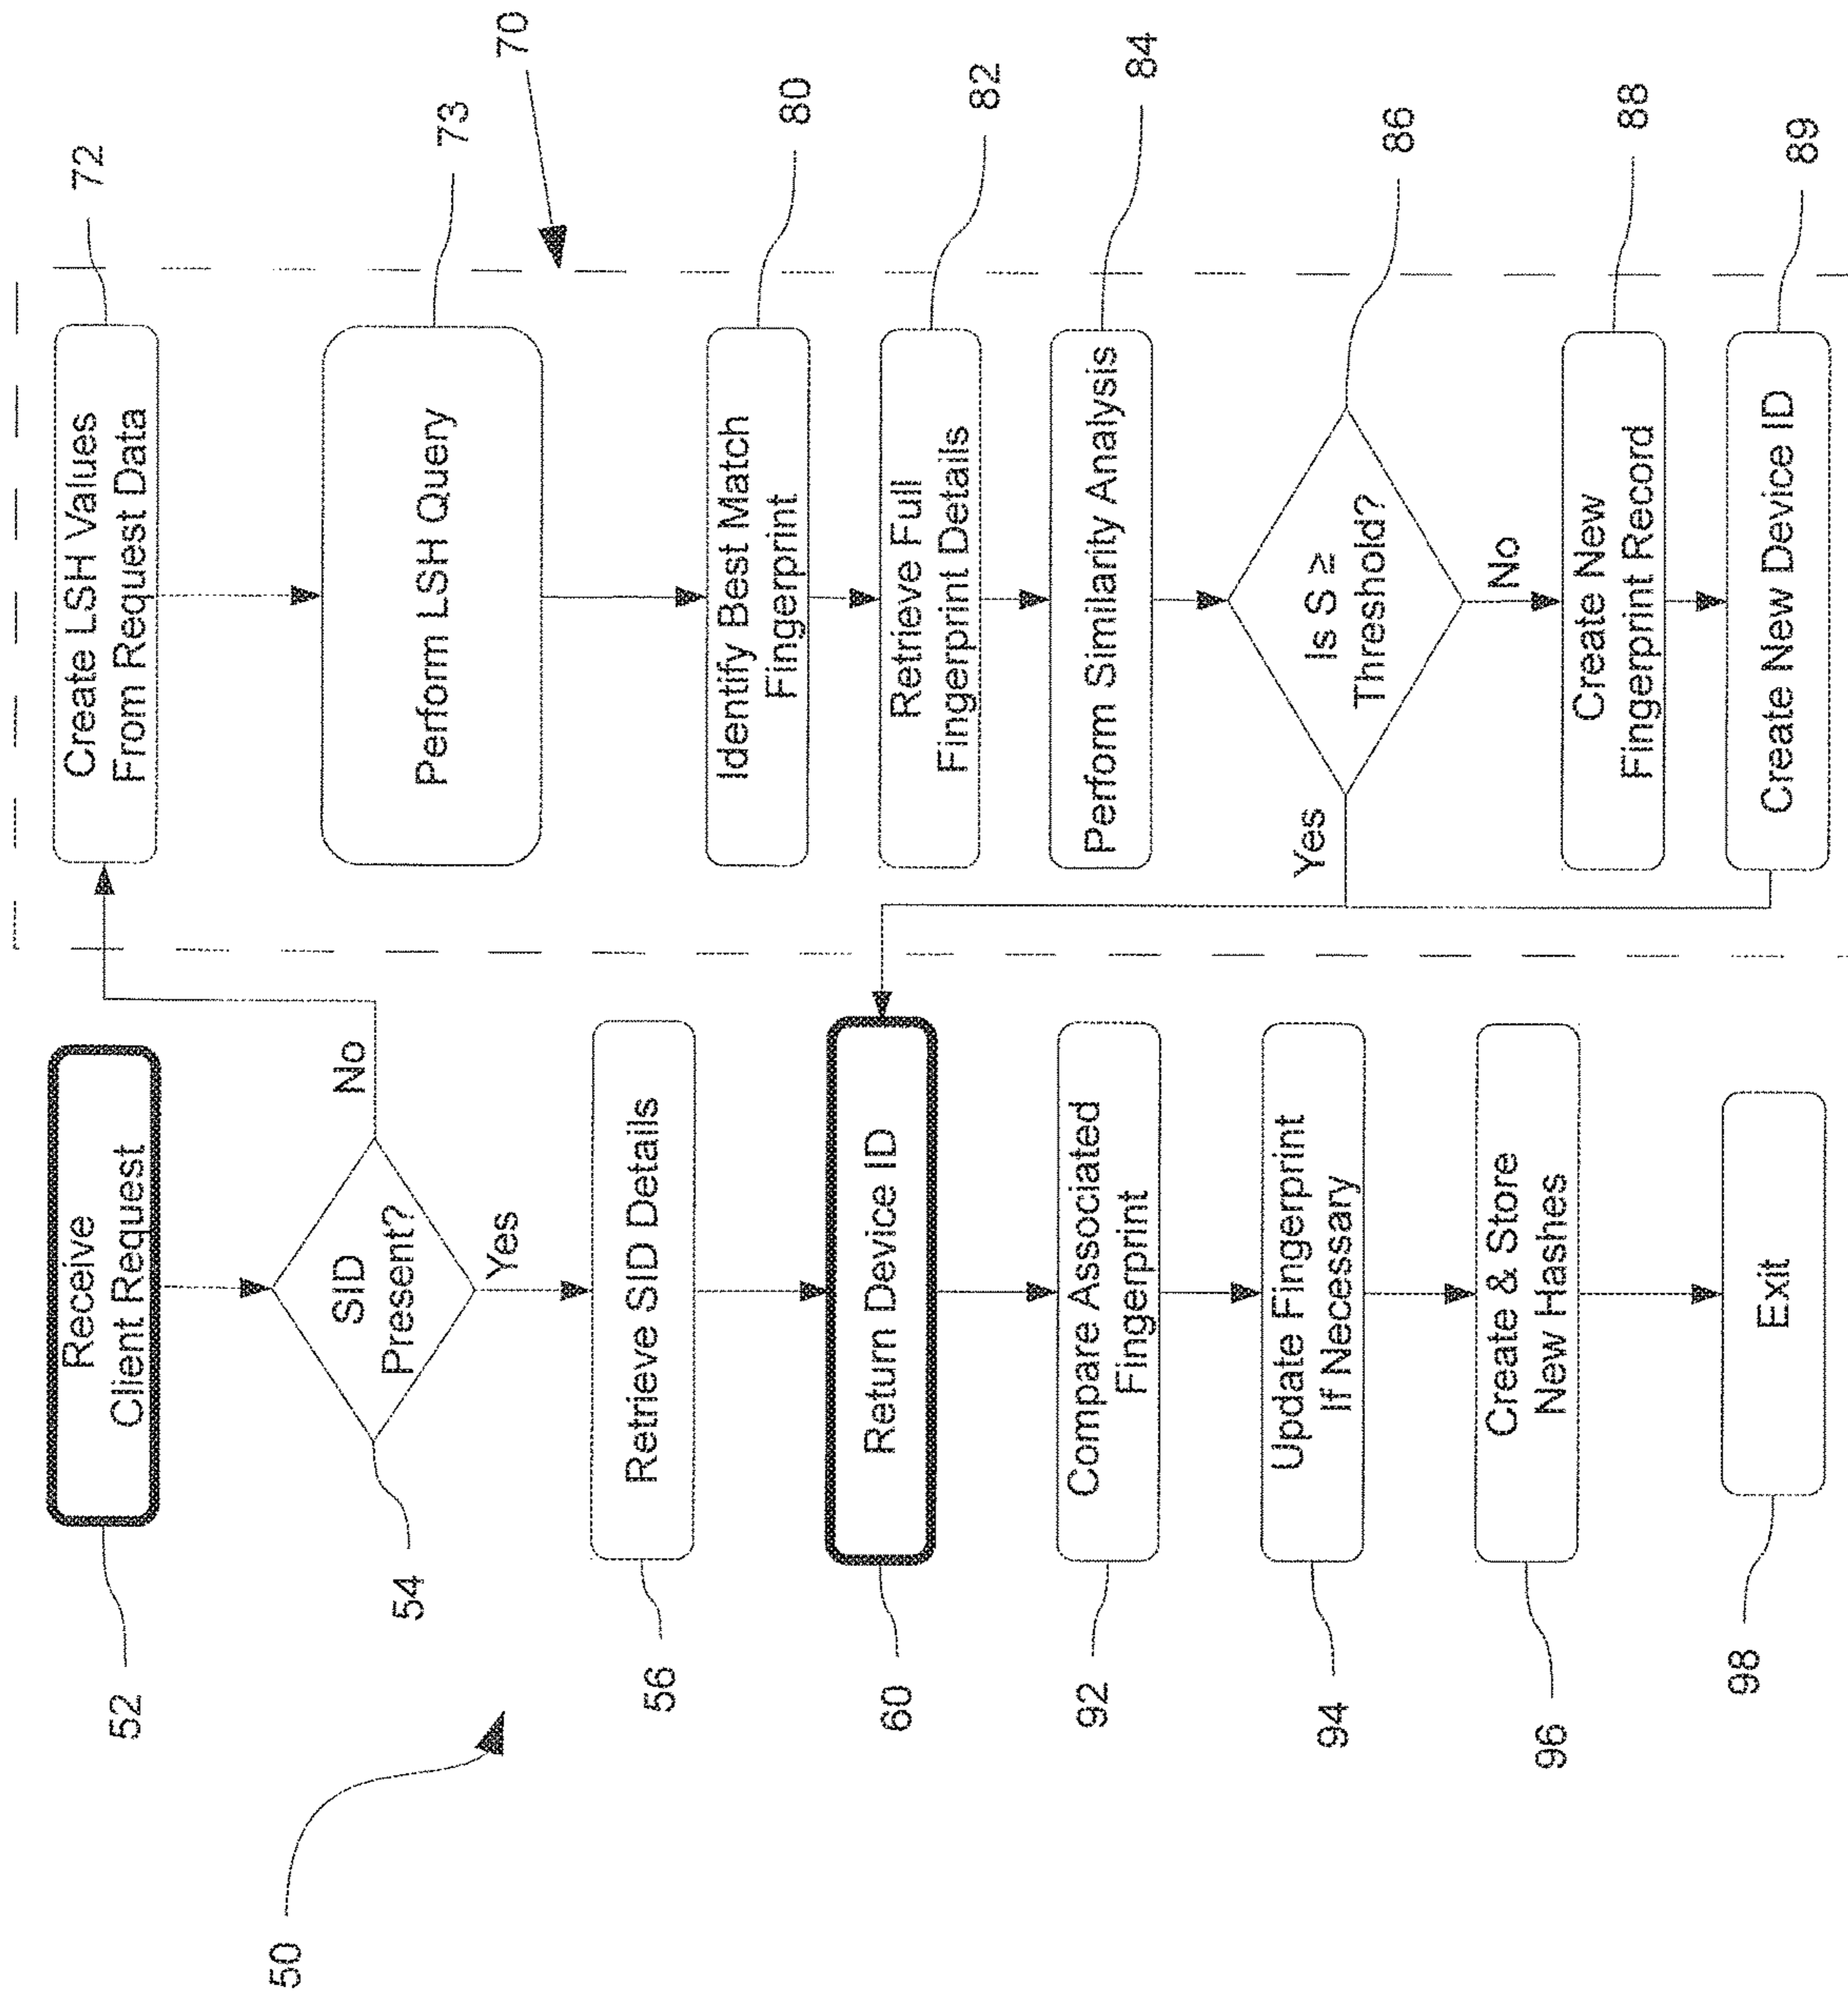 50
52
Receive
Client Request
54
SID
Present?
No
Yes
56
Retrieve SID Details
60
Return Device ID
92
Compare Associated
Fingerprint
94
Update Fingerprint
If Necessary
96
Create & Store
New Hashes
98
Exit
70
72
Create LSH Values
From Request Data
73
Perform LSH Query
80
Identify Best Match
Fingerprint
82
Retrieve Full
Fingerprint Details
84
Perform Similarity Analysis
86
Is S ≥
Threshold?
Yes
No
88
Create New
Fingerprint Record
89
Create New Device ID